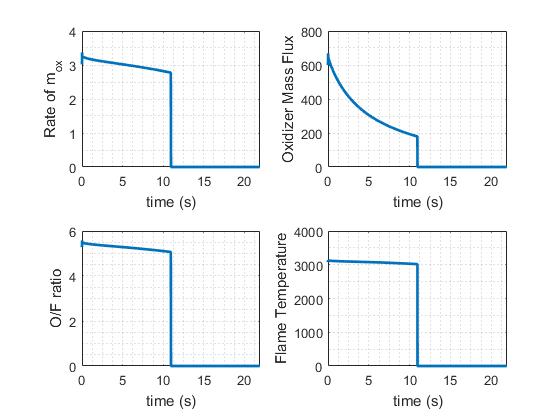 4
3
2
1
0
Rate of m_ox
0 5 10 15 20
time (s)
800
600
400
200
0
Oxidizer Mass Flux
0 5 10 15 20
time (s)
6
4
2
0
O/F ratio
0 5 10 15 20
time (s)
4000
3000
2000
1000
0
Flame Temperature
0 5 10 15 20
time (s)